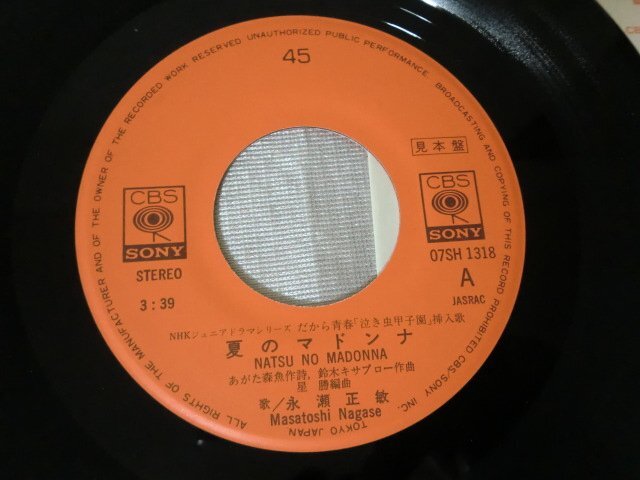 ALL RIGHTS OF THE MANUFACTURER AND OF THE OWNER OF THE RECORDED WORK RESERVED UNAUTHORIZED PUBLIC PERFORMANCE, BROADCASTING AND COPYING OF THIS RECORD PROHIBITED CBS/SONY INC.
TOKYO JAPAN
45
見本盤
CBS
SONY
STEREO
3:39
CBS
SONY
07SH 1318
A
JASRAC
NHKジュニアドラマシリーズ だから青春「泣き虫甲子園」挿入歌
夏のマドンナ
NATSU NO MADONNA
あがた森魚作詩, 鈴木キサブロー作曲
星 勝編曲
歌/永瀬正敏
Masatoshi Nagase